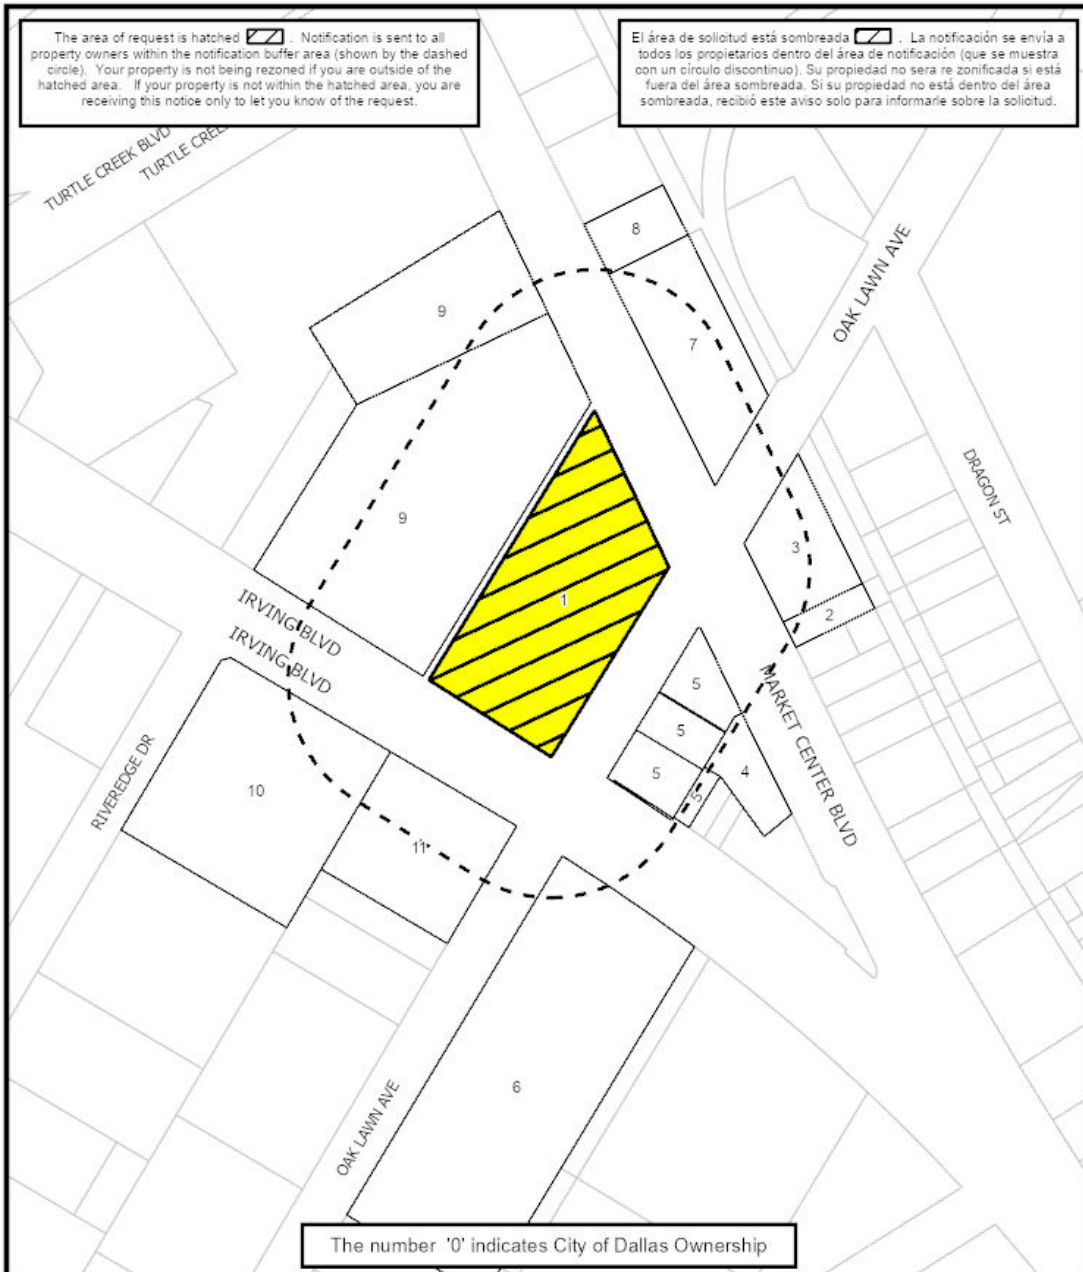 The area of request is hatched . Notification is sent to all
property owners within the notification buffer area (shown by the dashed
circle). Your property is not being rezoned if you are outside of the
hatched area. If your property is not within the hatched area, you are
receiving this notice only to let you know of the request.
El área de solicitud está sombreada . La notificación se envía a
todos los propietarios dentro del área de notificación (que se muestra
con un círculo discontinuo). Su propiedad no sera re zonificada si está
fuera del área sombreada. Si su propiedad no está dentro del área
sombreada, recibió este aviso solo para informarle sobre la solicitud.
TURTLE CREEK BLVD
TURTLE CREE
8
OAK LAWN AVE
9
7
DRAGON ST
9
3
1
2
IRVING BLVD
IRVING BLVD
5
MARKET CENTER BLVD
5
5
4
5
RIVEREDGE DR
10
11
6
OAK LAWN AVE
The number '0' indicates City of Dallas Ownership